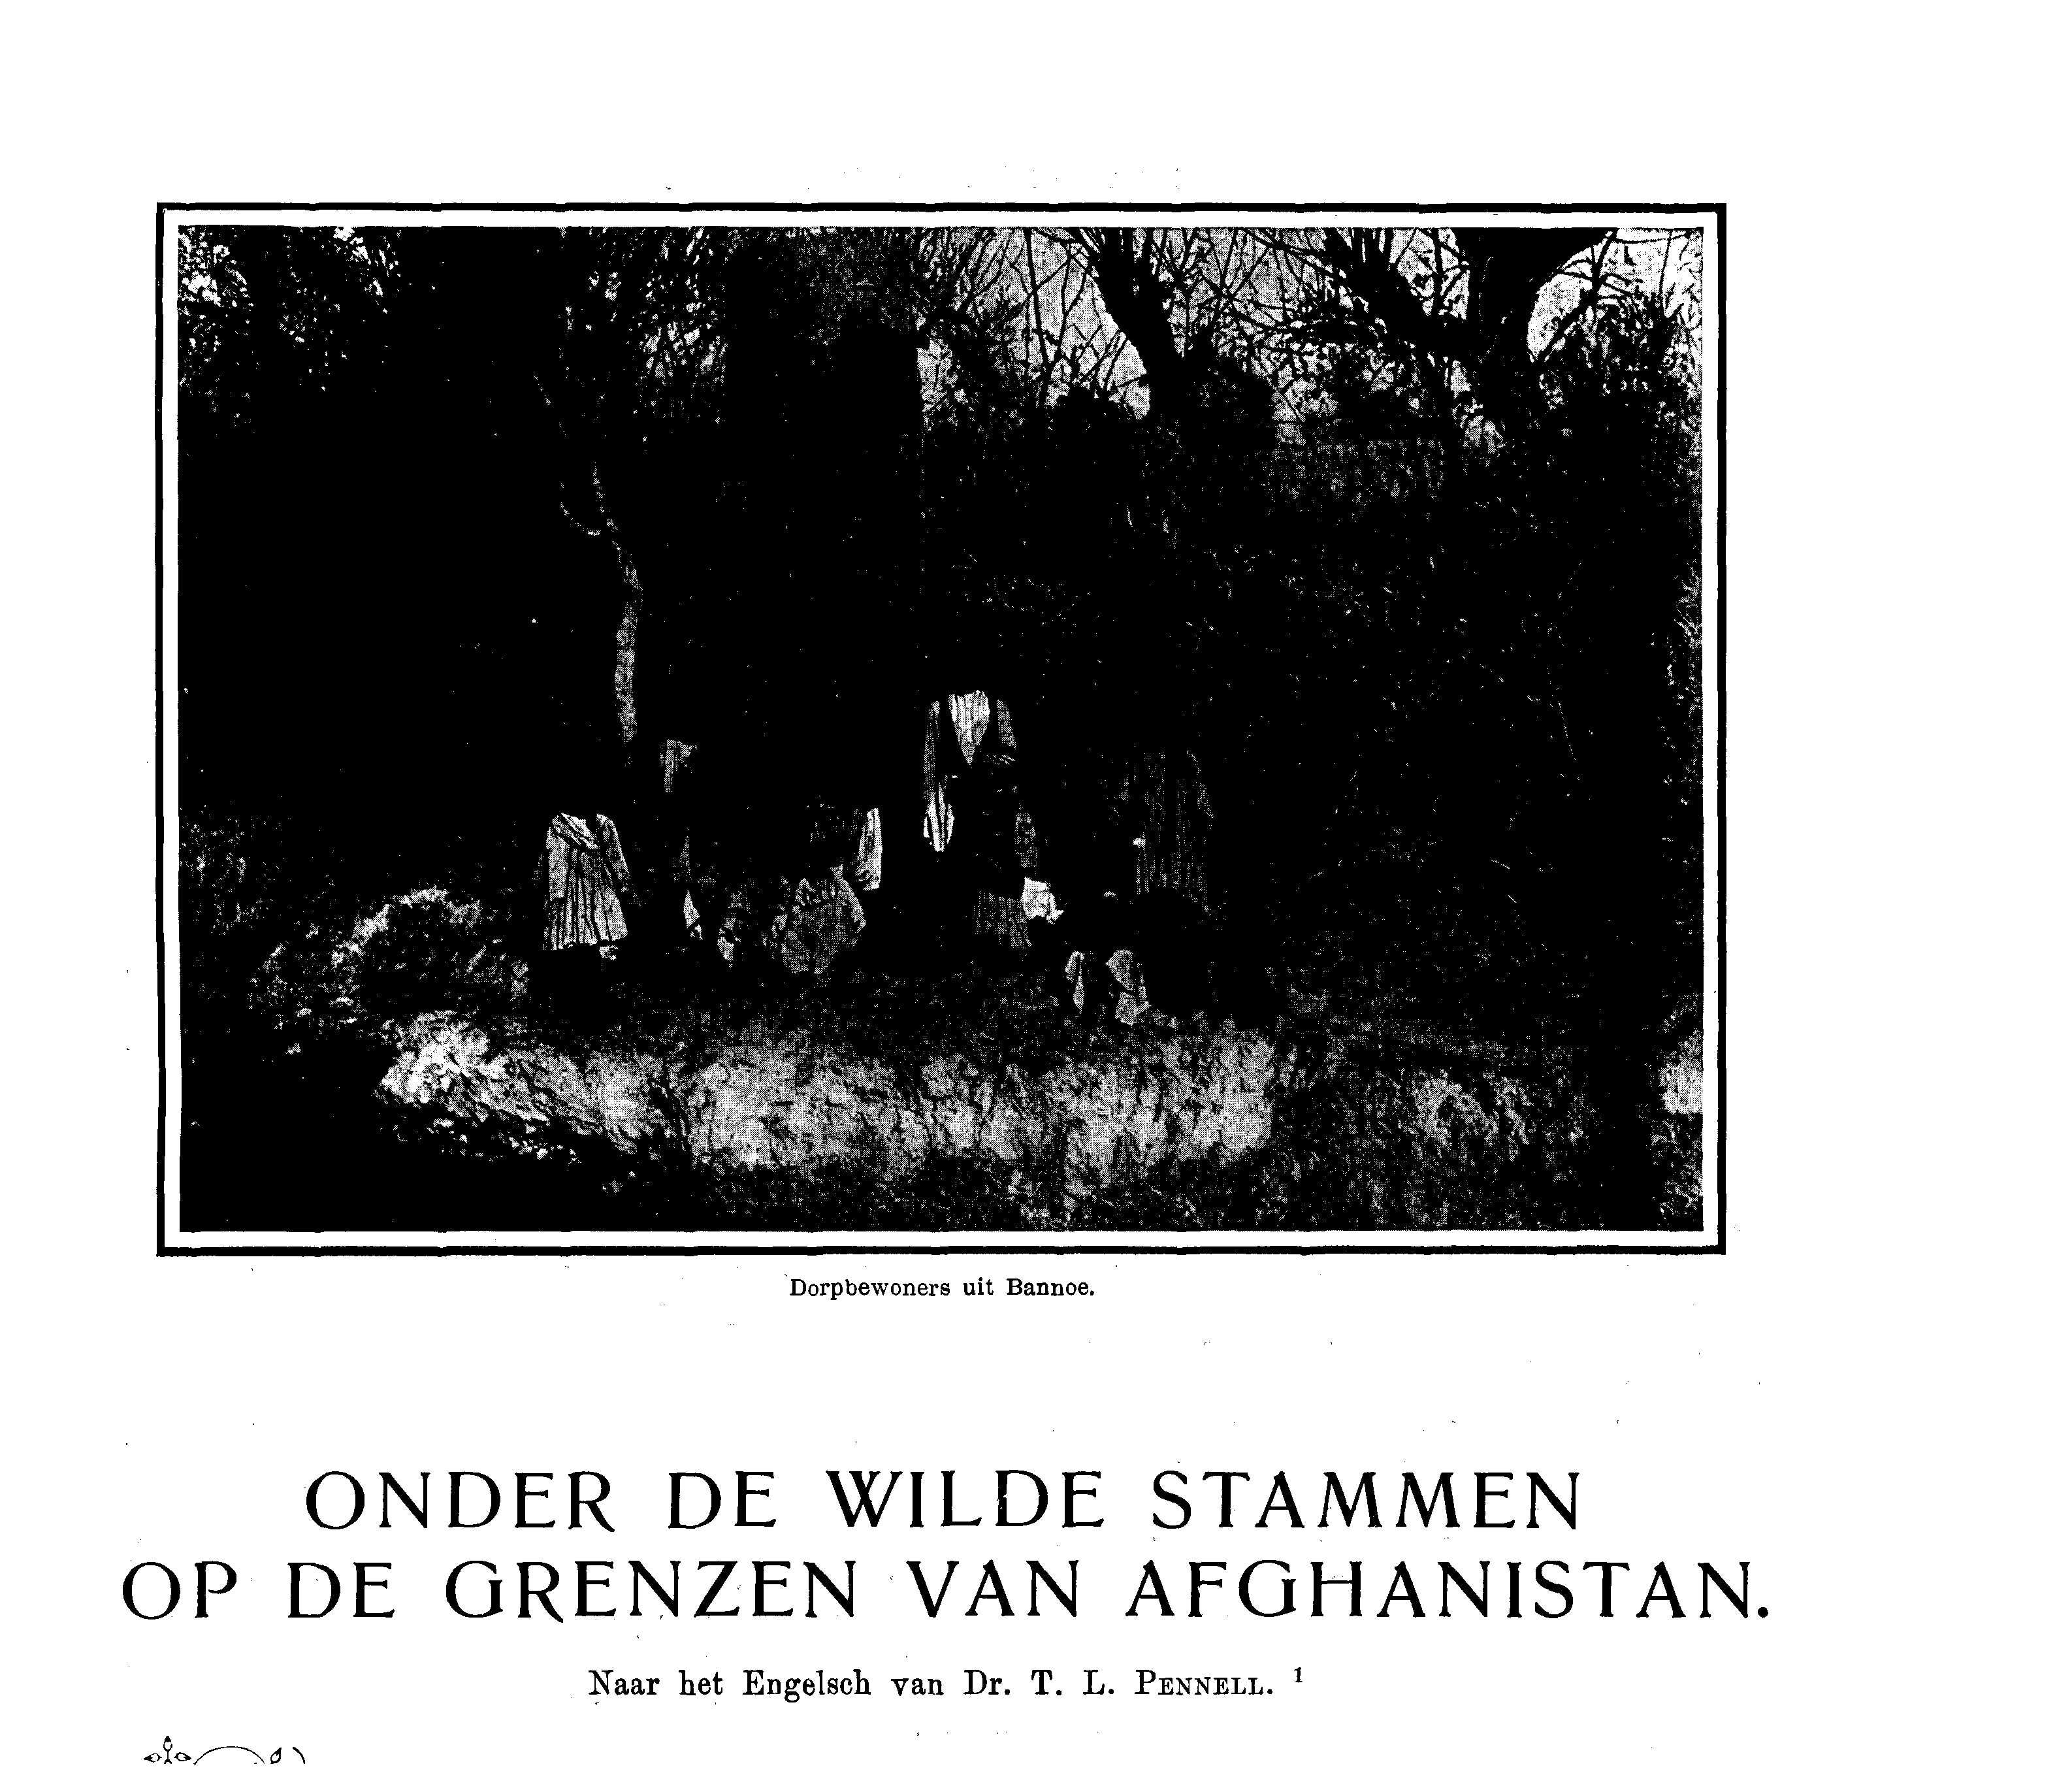 Dorpbewoners uit Bannoe.
ONDER DE WILDE STAMMEN
OP DE GRENZEN VAN AFGHANISTAN.
Naar het Engelsch van Dr. T. L. PENNELL. 1